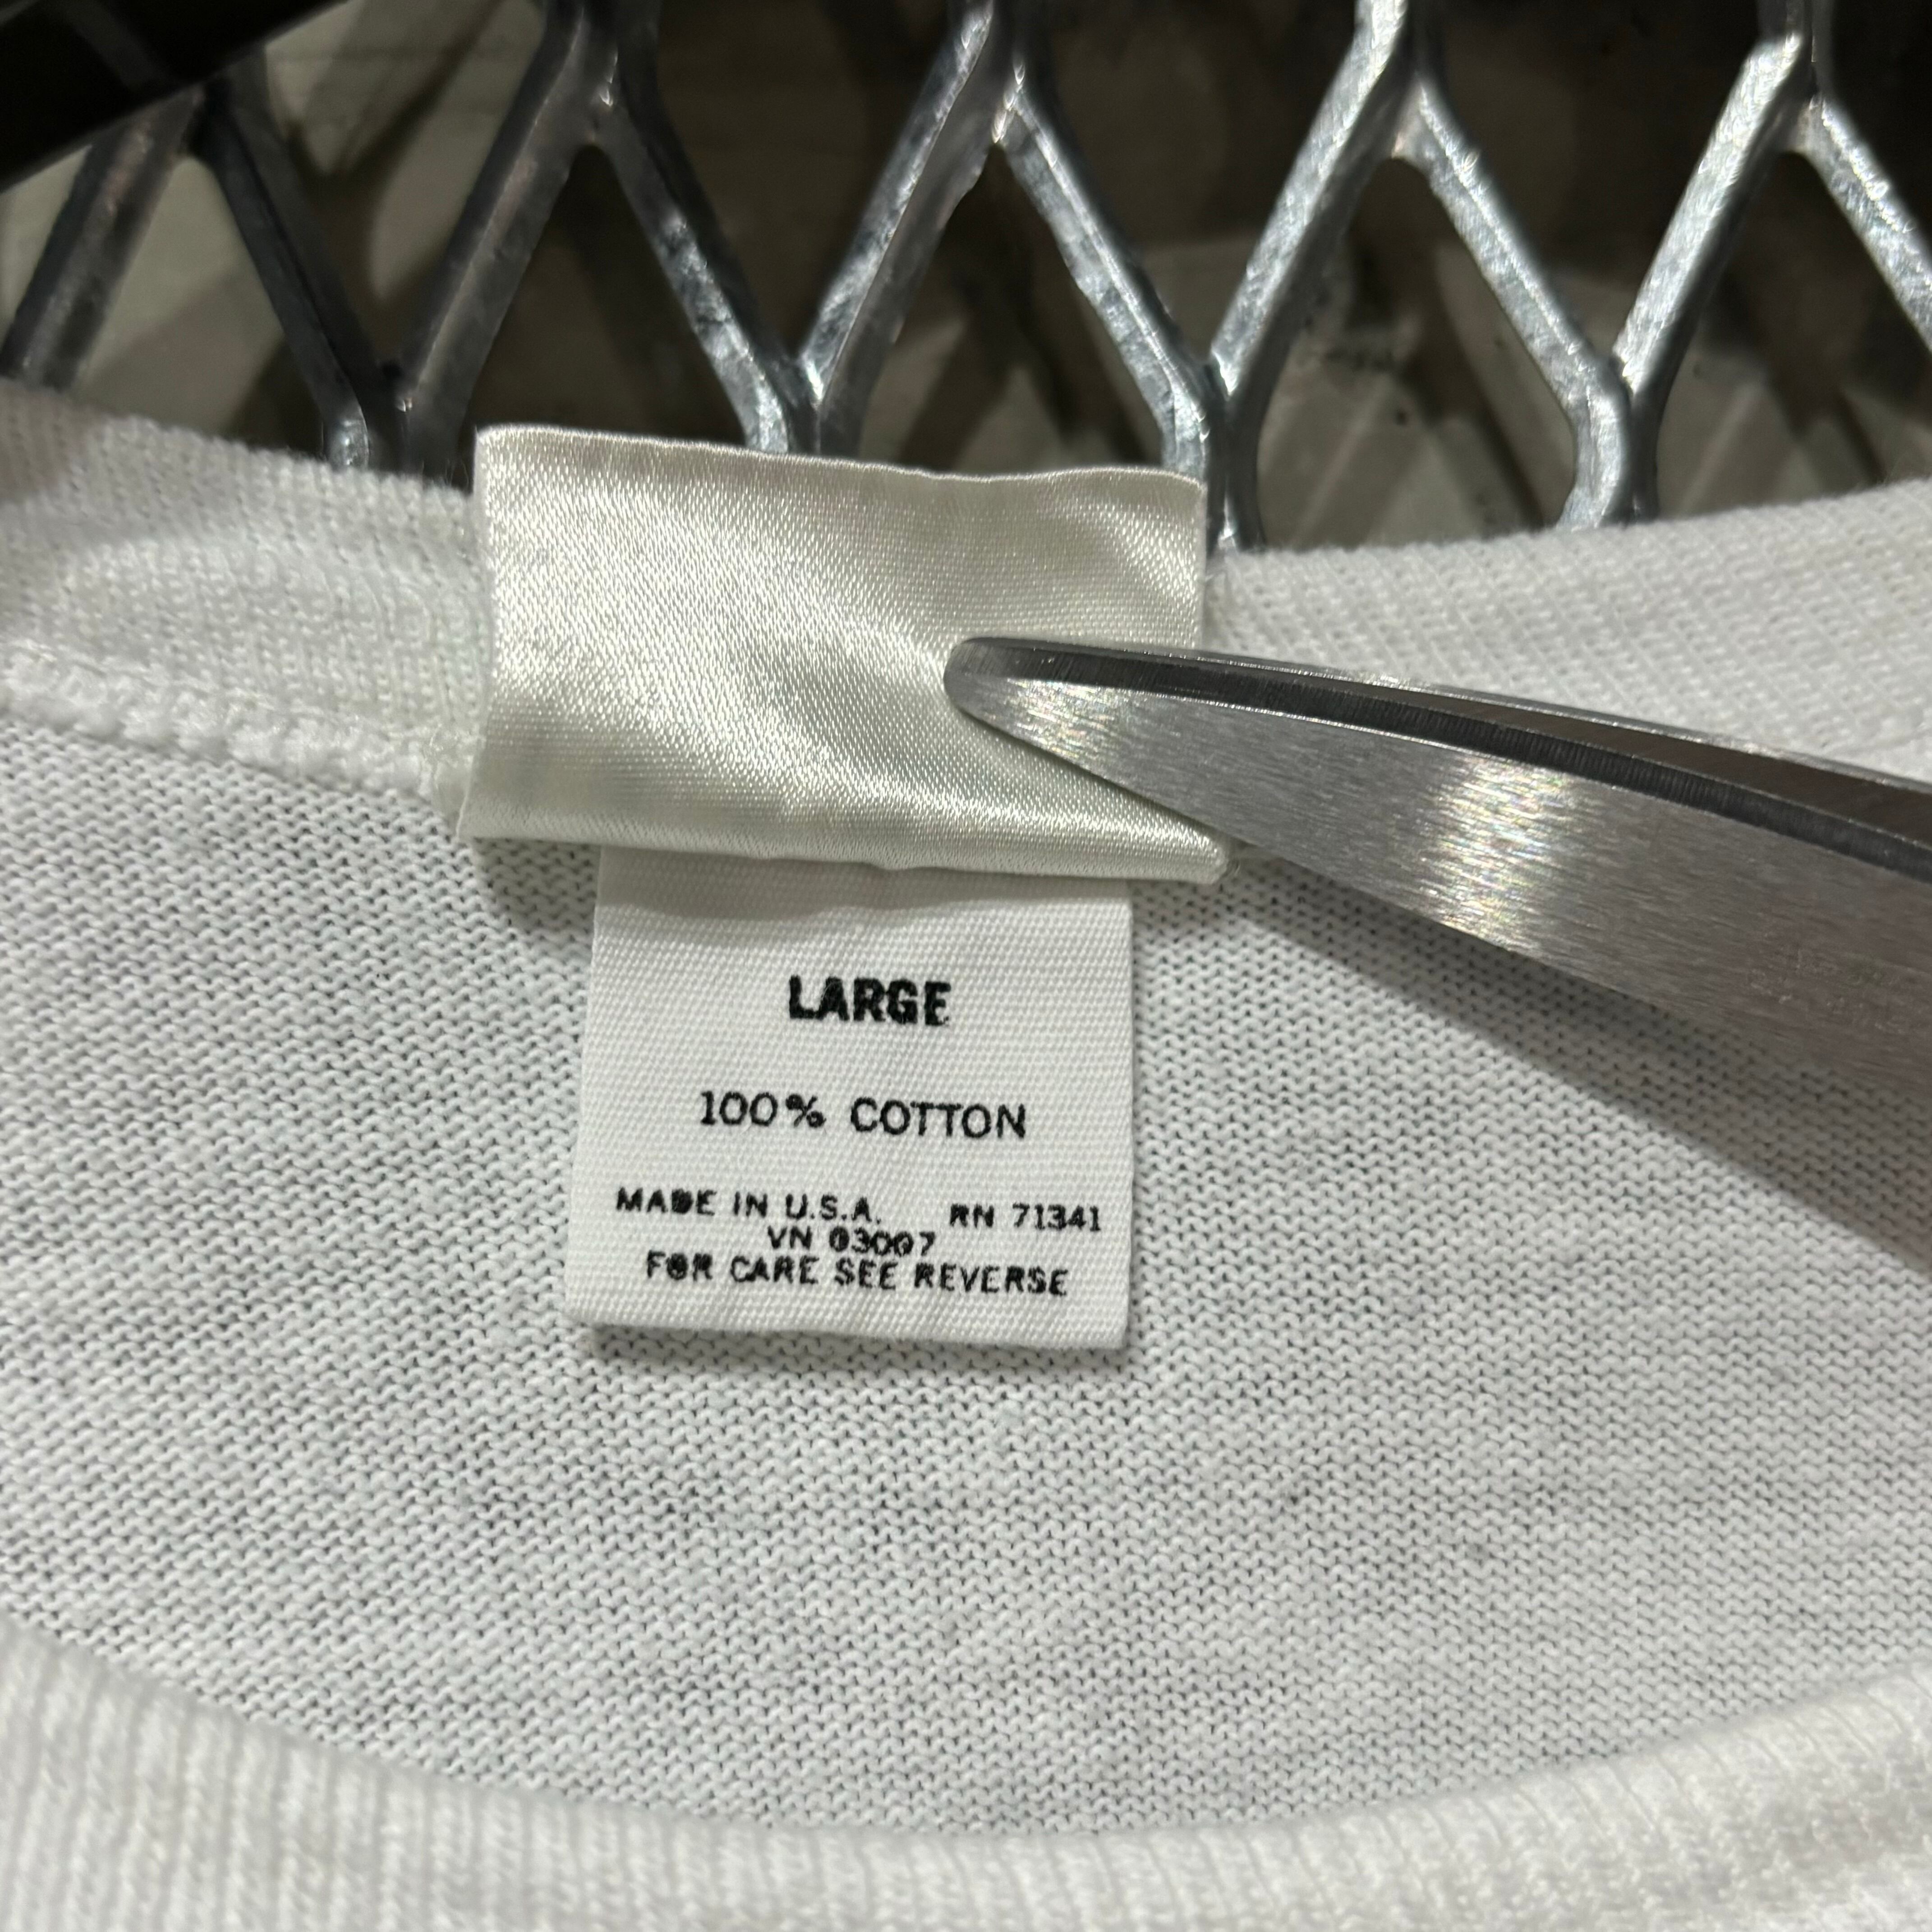 LARGE
100% COTTON
MADE IN U.S.A. RN 71341
VN 03007
FOR CARE SEE REVERSE